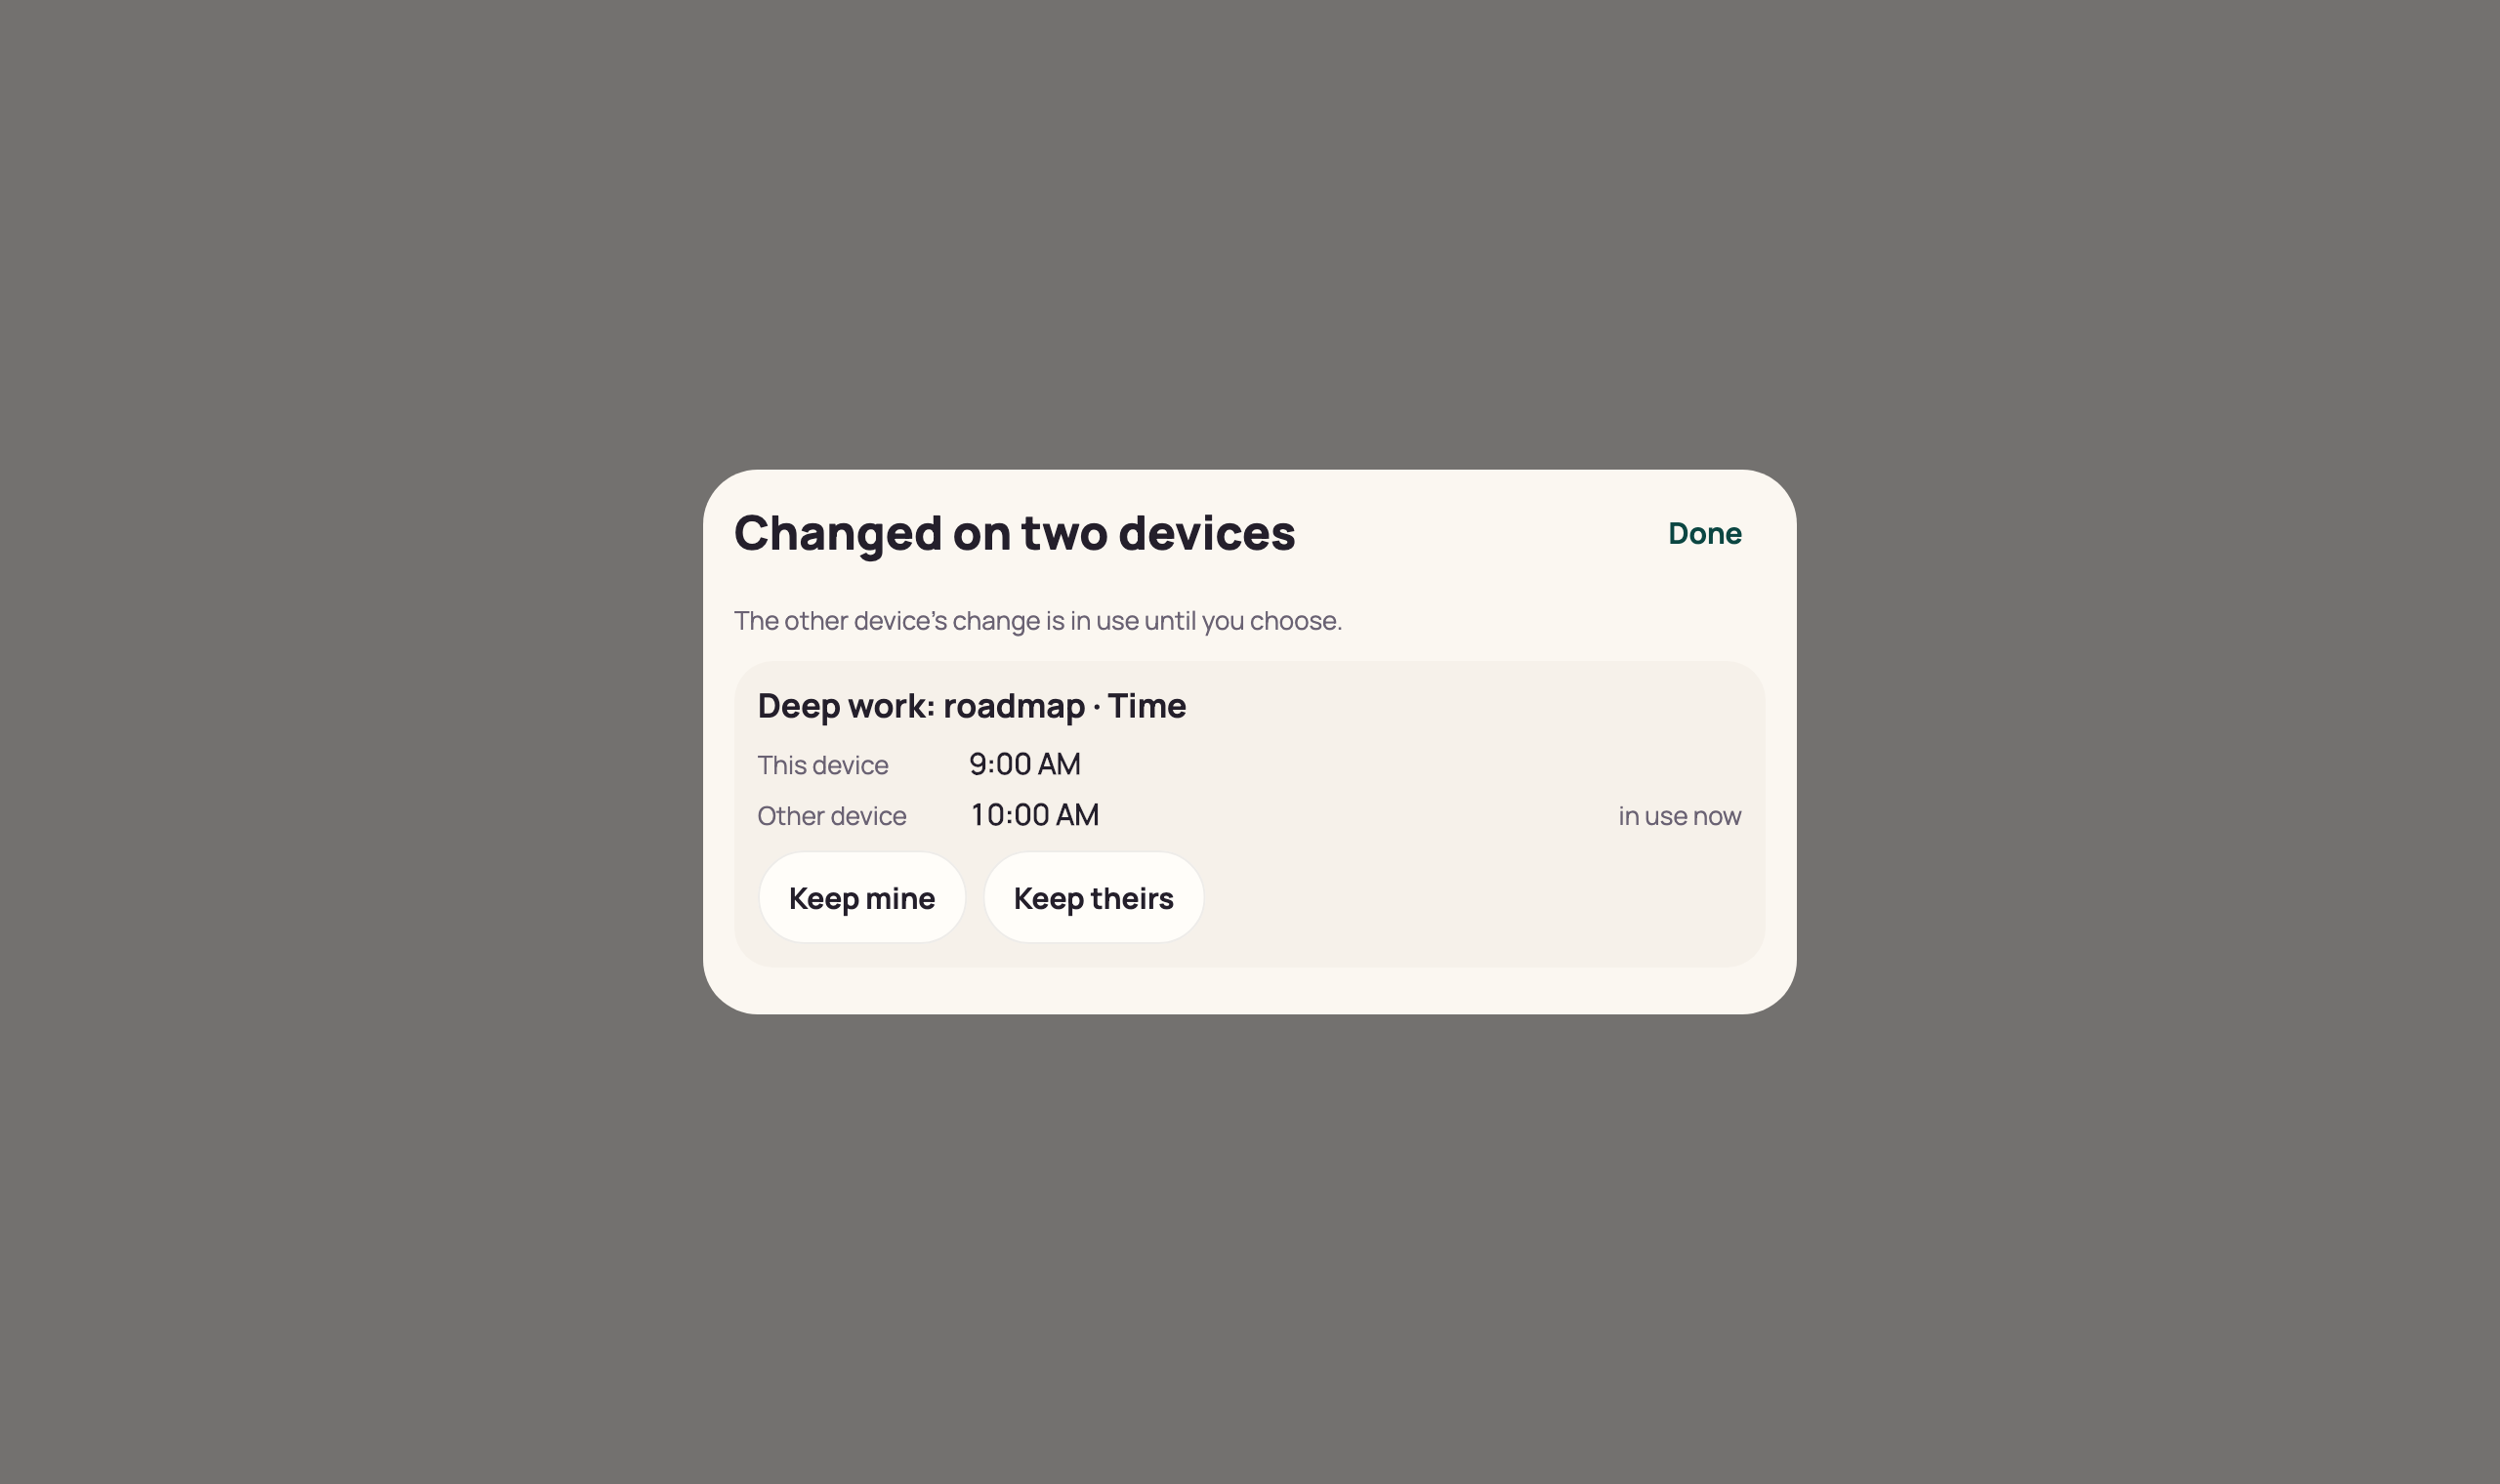 Changed on two devices
Done
The other device’s change is in use until you choose.
Deep work: roadmap · Time
This device 9:00 AM
Other device 10:00 AM in use now
Keep mine Keep theirs